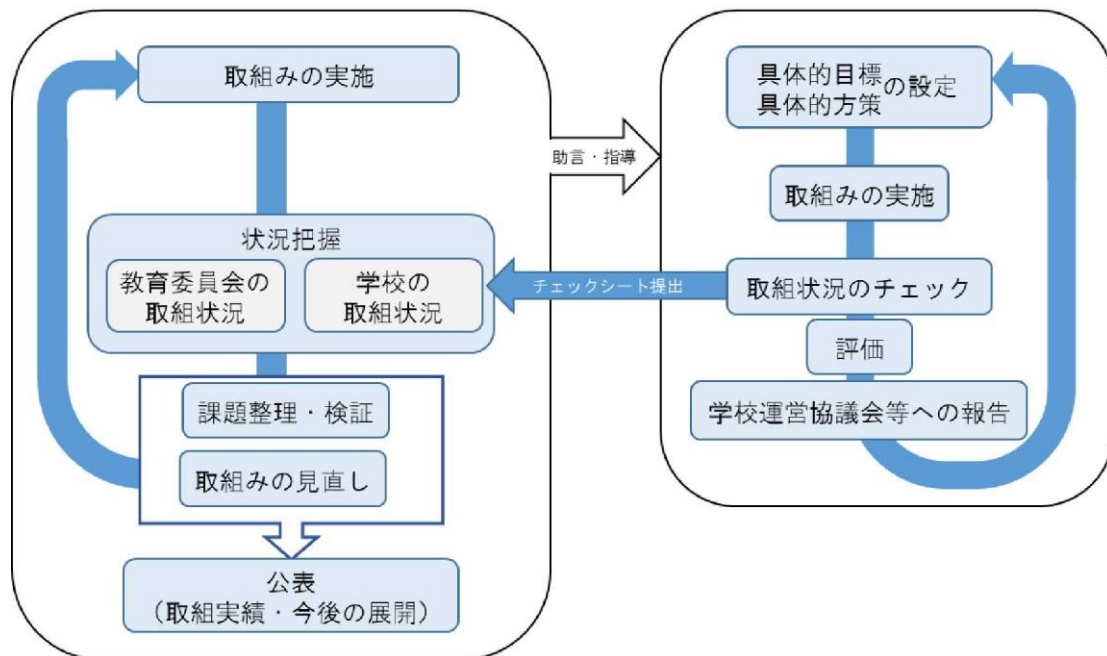 取組みの実施
状況把握
教育委員会の
取組状況
学校の
取組状況
課題整理・検証
取組みの見直し
公表
（取組実績・今後の展開）
助言・指導
チェックシート提出
具体的目標
具体的方策
の設定
取組みの実施
取組状況のチェック
評価
学校運営協議会等への報告